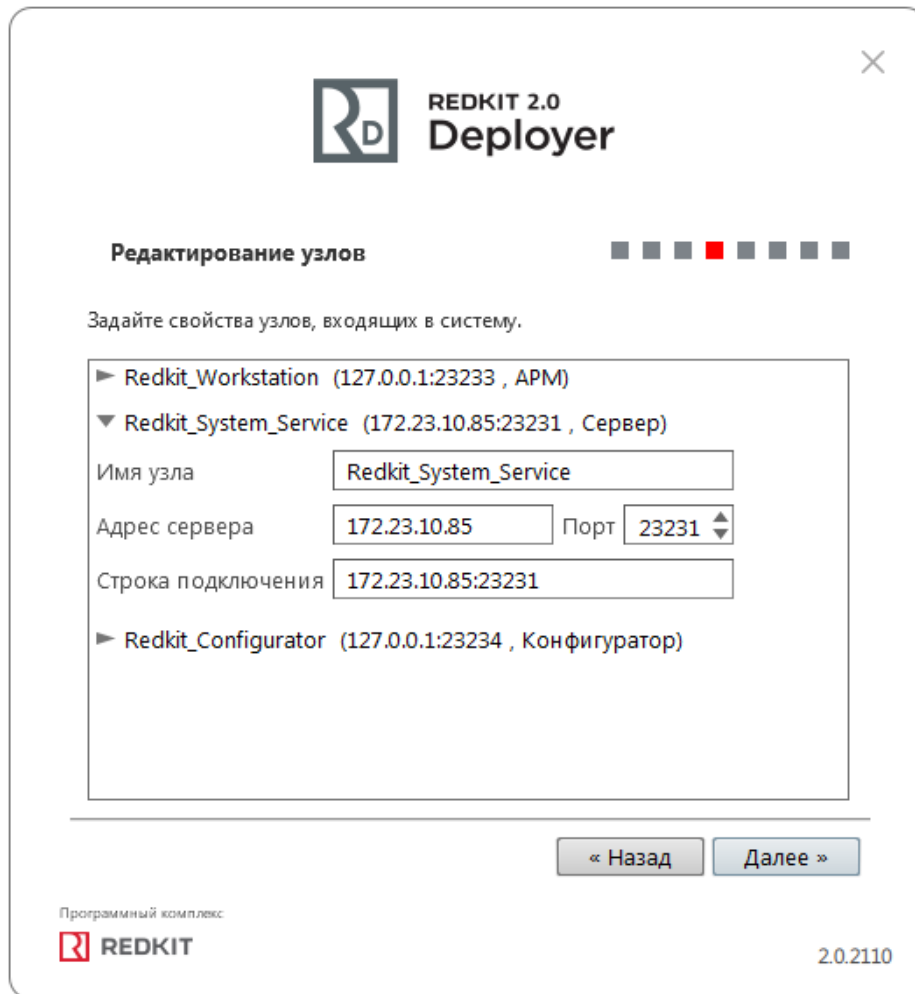 REDKIT 2.0
Deployer
Редактирование узлов
Задайте свойства узлов, входящих в систему.
Redkit_Workstation (127.0.0.1:23233 , АРМ)
Redkit_System_Service (172.23.10.85:23231 , Сервер)
Имя узла Redkit_System_Service
Адрес сервера 172.23.10.85 Порт 23231
Строка подключения 172.23.10.85:23231
Redkit_Configurator (127.0.0.1:23234 , Конфигуратор)
« Назад Далее »
Программный комплекс
REDKIT
2.0.2110